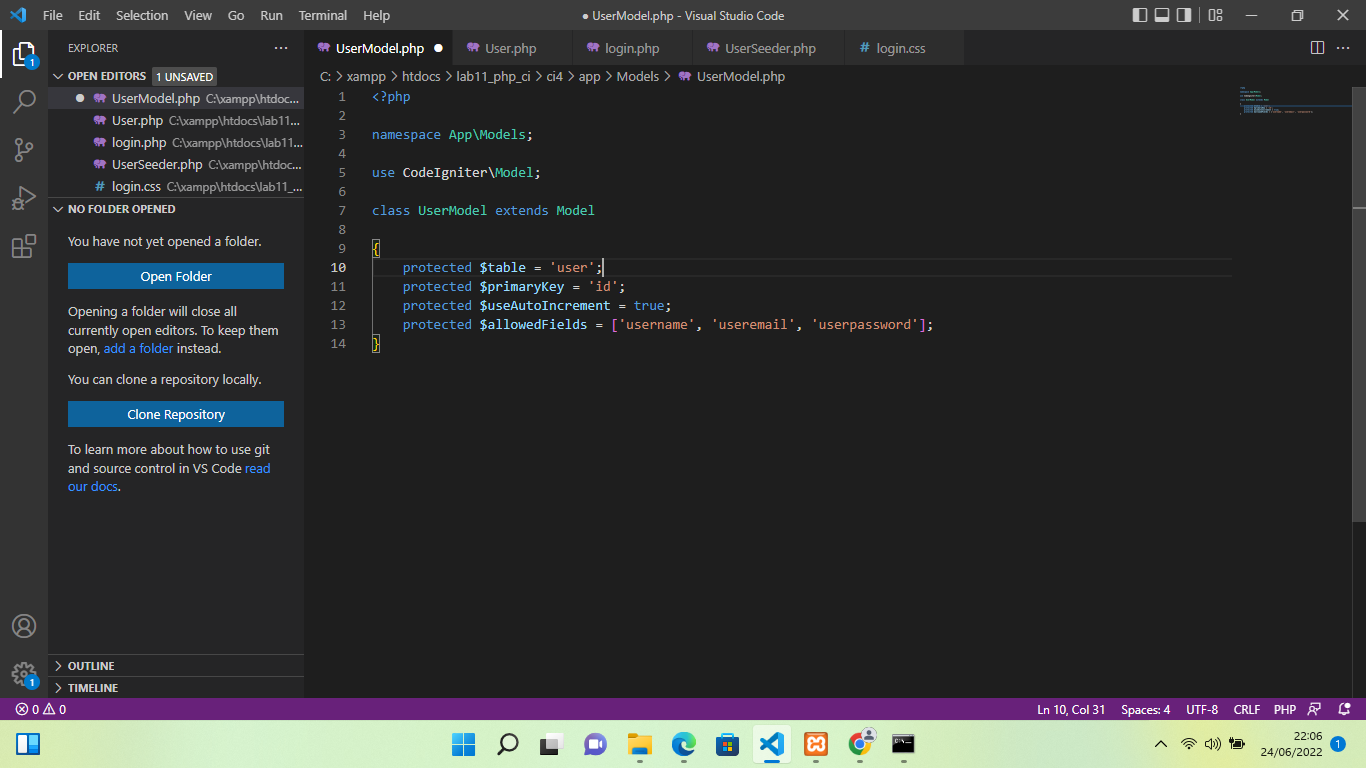 File Edit Selection View Go Run Terminal Help
● UserModel.php - Visual Studio Code
EXPLORER
OPEN EDITORS 1 UNSAVED
UserModel.php C:\xampp\htdoc...
User.php C:\xampp\htdocs\lab11...
login.php C:\xampp\htdocs\lab11...
UserSeeder.php C:\xampp\htdoc...
# login.css C:\xampp\htdocs\lab11_...
NO FOLDER OPENED
You have not yet opened a folder.
Open Folder
Opening a folder will close all
currently open editors. To keep them
open, add a folder instead.
You can clone a repository locally.
Clone Repository
To learn more about how to use git
and source control in VS Code read
our docs.
OUTLINE
TIMELINE
1
1
UserModel.php ● User.php login.php UserSeeder.php # login.css
C: > xampp > htdocs > lab11_php_ci > ci4 > app > Models > UserModel.php
1 <?php
2
3 namespace App\Models;
4
5 use CodeIgniter\Model;
6
7 class UserModel extends Model
8
9 {
10 protected $table = 'user';
11 protected $primaryKey = 'id';
12 protected $useAutoIncrement = true;
13 protected $allowedFields = ['username', 'useremail', 'userpassword'];
14 }
0 0
Ln 10, Col 31 Spaces: 4 UTF-8 CRLF PHP
22:06
24/06/2022 1